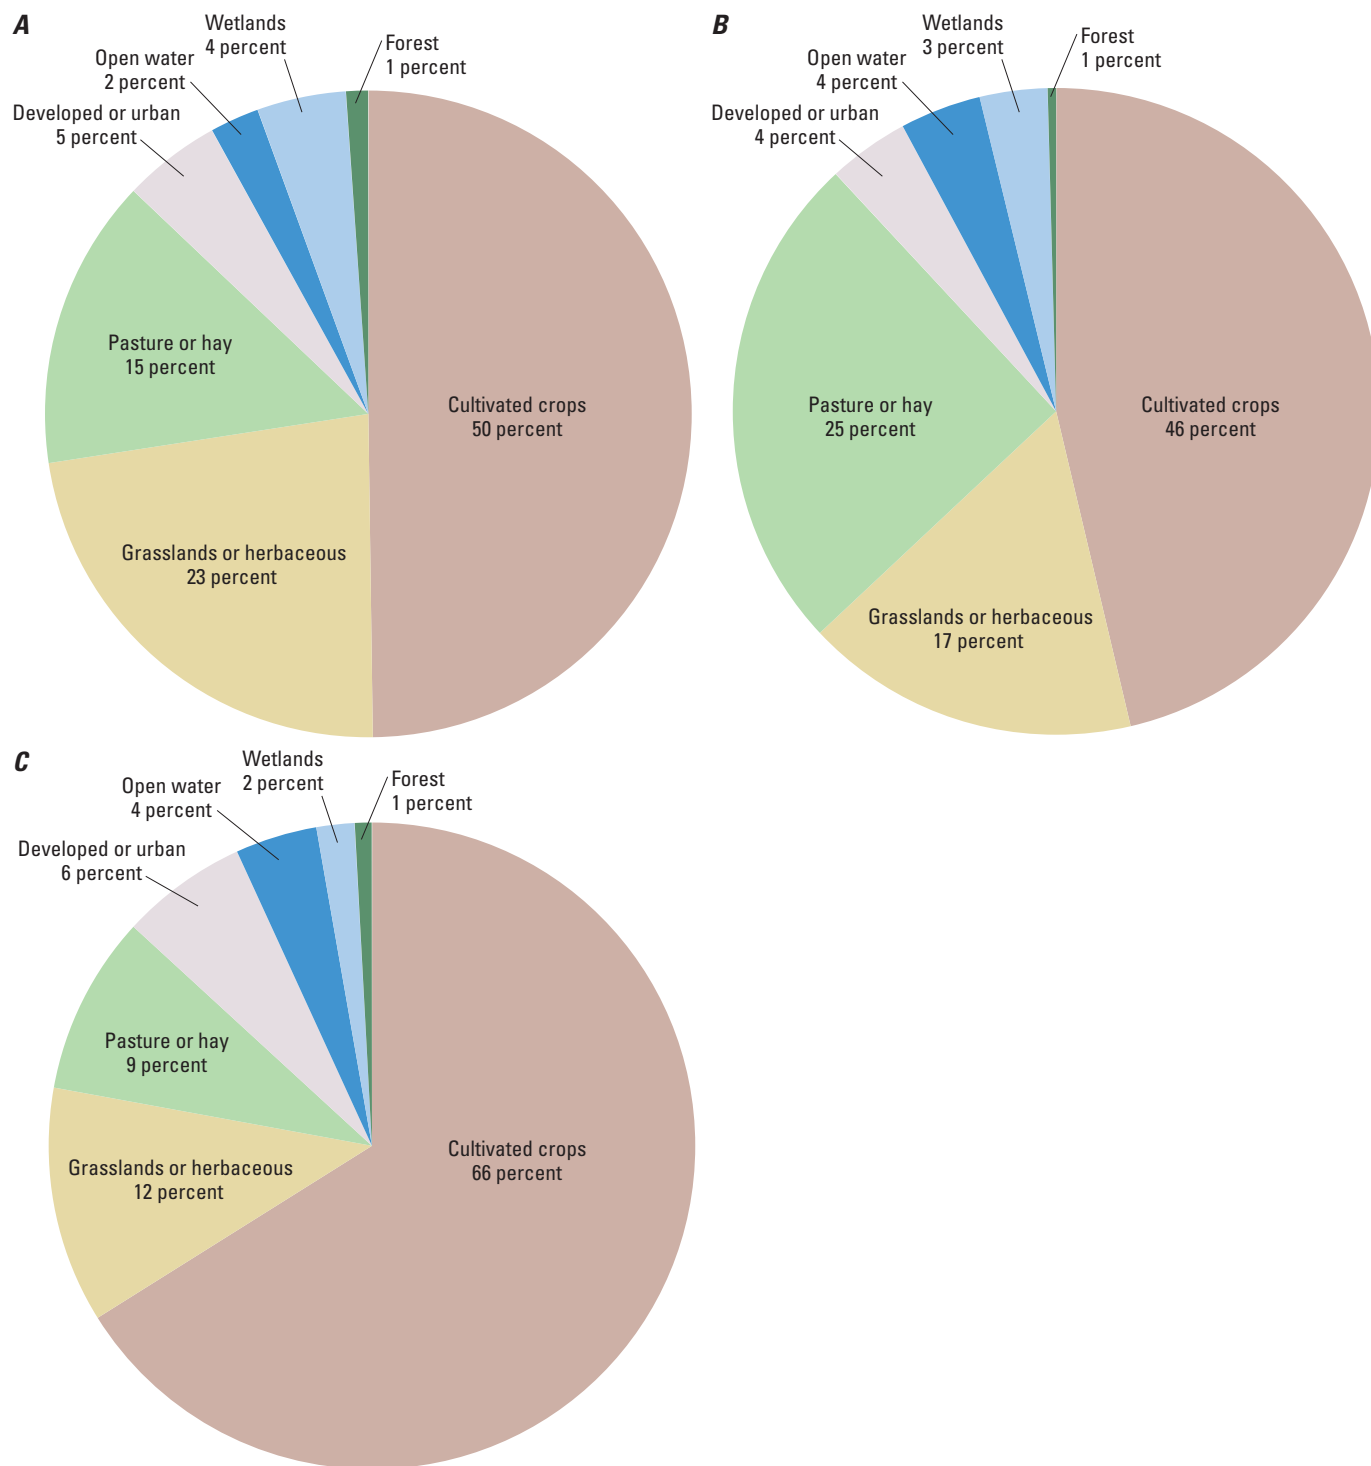 A
Wetlands
4 percent
Forest
1 percent
Open water
2 percent
Developed or urban
5 percent
Pasture or hay
15 percent
Cultivated crops
50 percent
Grasslands or herbaceous
23 percent
B
Wetlands
3 percent
Forest
1 percent
Open water
4 percent
Developed or urban
4 percent
Pasture or hay
25 percent
Cultivated crops
46 percent
Grasslands or herbaceous
17 percent
C
Wetlands
2 percent
Forest
1 percent
Open water
4 percent
Developed or urban
6 percent
Pasture or hay
9 percent
Cultivated crops
66 percent
Grasslands or herbaceous
12 percent